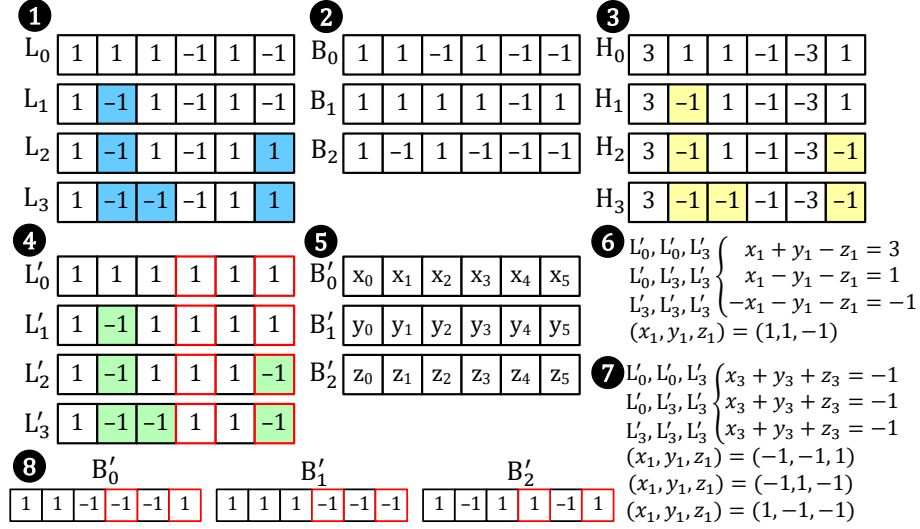 1
L₀ 1 1 1 –1 1 –1
L₁ 1 –1 1 –1 1 –1
L₂ 1 –1 1 –1 1 1
L₃ 1 –1 –1 –1 1 1
2
B₀ 1 1 –1 1 –1 –1
B₁ 1 1 1 1 –1 1
B₂ 1 –1 1 –1 –1 –1
3
H₀ 3 1 1 –1 –3 1
H₁ 3 –1 1 –1 –3 1
H₂ 3 –1 1 –1 –3 –1
H₃ 3 –1 –1 –1 –3 –1
4
L′₀ 1 1 1 1 1 1
L′₁ 1 –1 1 1 1 1
L′₂ 1 –1 1 1 1 –1
L′₃ 1 –1 –1 1 1 –1
5
B′₀ x₀ x₁ x₂ x₃ x₄ x₅
B′₁ y₀ y₁ y₂ y₃ y₄ y₅
B′₂ z₀ z₁ z₂ z₃ z₄ z₅
6
L′₀, L′₀, L′₃ { x₁ + y₁ − z₁ = 3
L′₀, L′₃, L′₃ { x₁ − y₁ − z₁ = 1
L′₃, L′₃, L′₃ { −x₁ − y₁ − z₁ = −1
(x₁, y₁, z₁) = (1,1, −1)
7
L′₀, L′₀, L′₃ { x₃ + y₃ + z₃ = −1
L′₀, L′₃, L′₃ { x₃ + y₃ + z₃ = −1
L′₃, L′₃, L′₃ { x₃ + y₃ + z₃ = −1
(x₁, y₁, z₁) = (−1, −1, 1)
(x₁, y₁, z₁) = (−1,1, −1)
(x₁, y₁, z₁) = (1, −1, −1)
8
B′₀ B′₁ B′₂
1 1 –1 –1 –1 1 1 1 1 –1 –1 –1 1 –1 1 1 –1 1